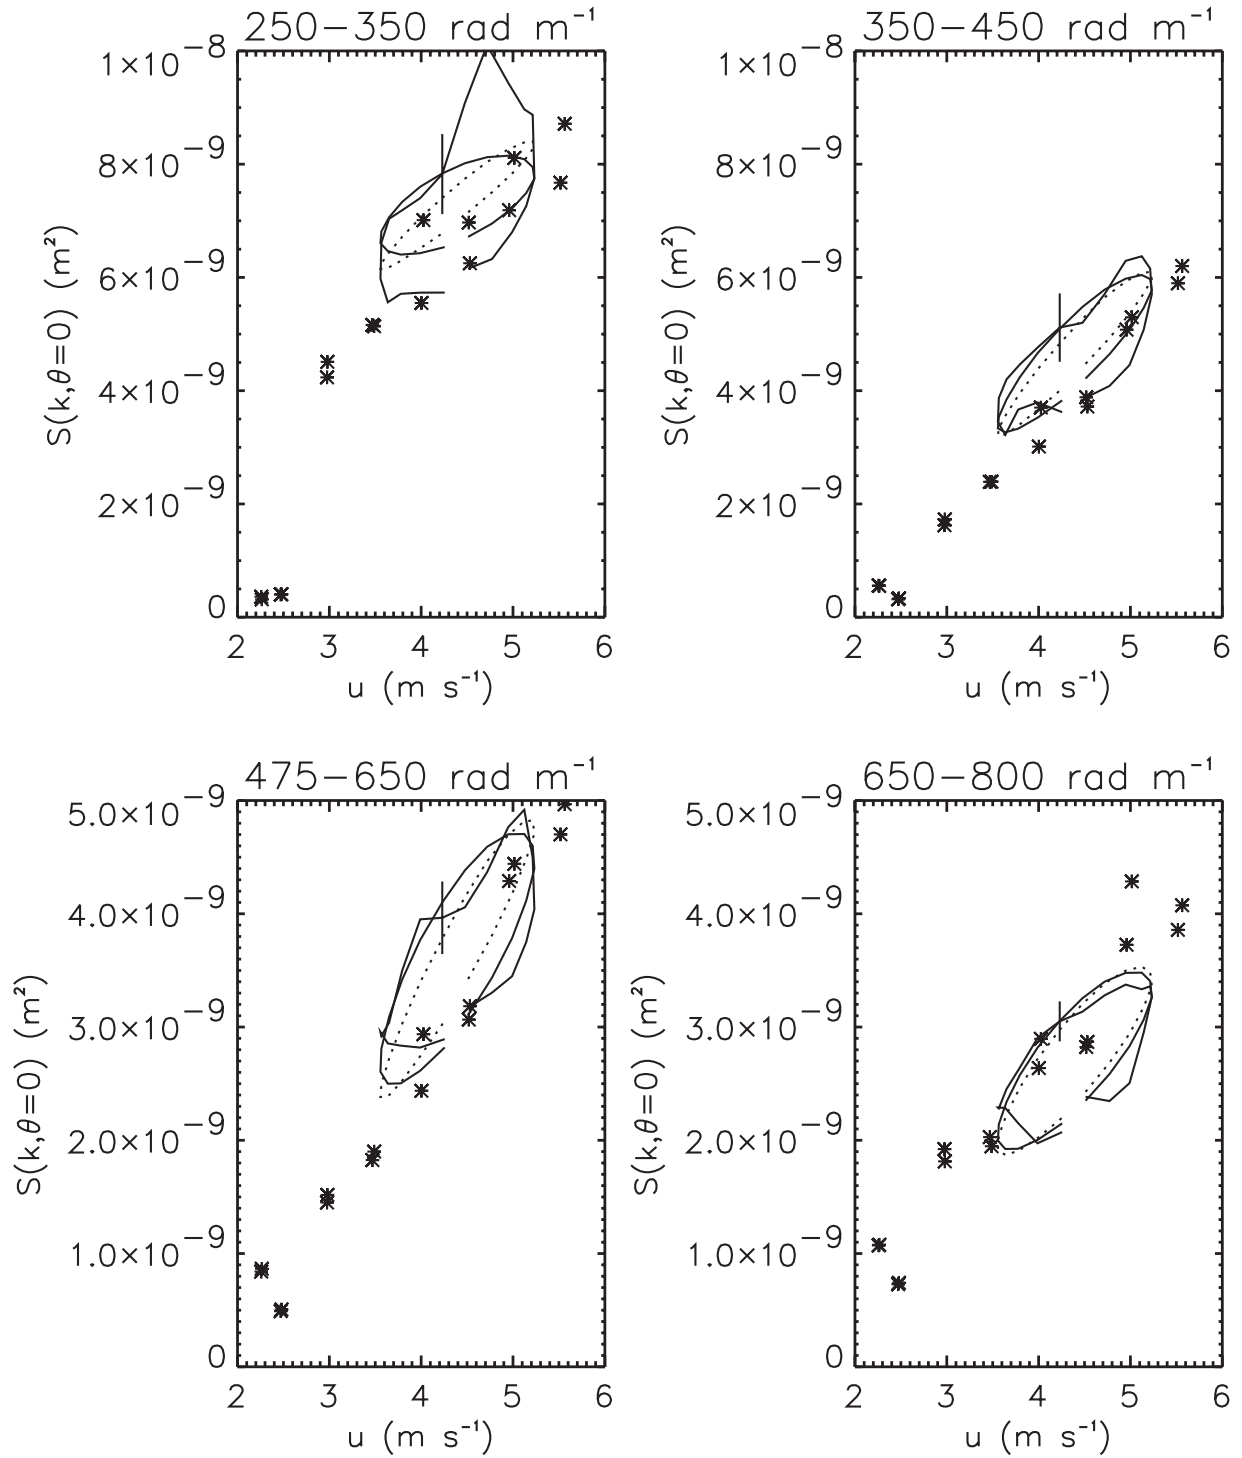 250−350 rad m⁻¹
S(k,θ=0) (m²)
1×10⁻⁸
8×10⁻⁹
6×10⁻⁹
4×10⁻⁹
2×10⁻⁹
0
2 3 4 5 6
u (m s⁻¹)
350−450 rad m⁻¹
S(k,θ=0) (m²)
1×10⁻⁸
8×10⁻⁹
6×10⁻⁹
4×10⁻⁹
2×10⁻⁹
0
2 3 4 5 6
u (m s⁻¹)
475−650 rad m⁻¹
S(k,θ=0) (m²)
5.0×10⁻⁹
4.0×10⁻⁹
3.0×10⁻⁹
2.0×10⁻⁹
1.0×10⁻⁹
0
2 3 4 5 6
u (m s⁻¹)
650−800 rad m⁻¹
S(k,θ=0) (m²)
5.0×10⁻⁹
4.0×10⁻⁹
3.0×10⁻⁹
2.0×10⁻⁹
1.0×10⁻⁹
0
2 3 4 5 6
u (m s⁻¹)